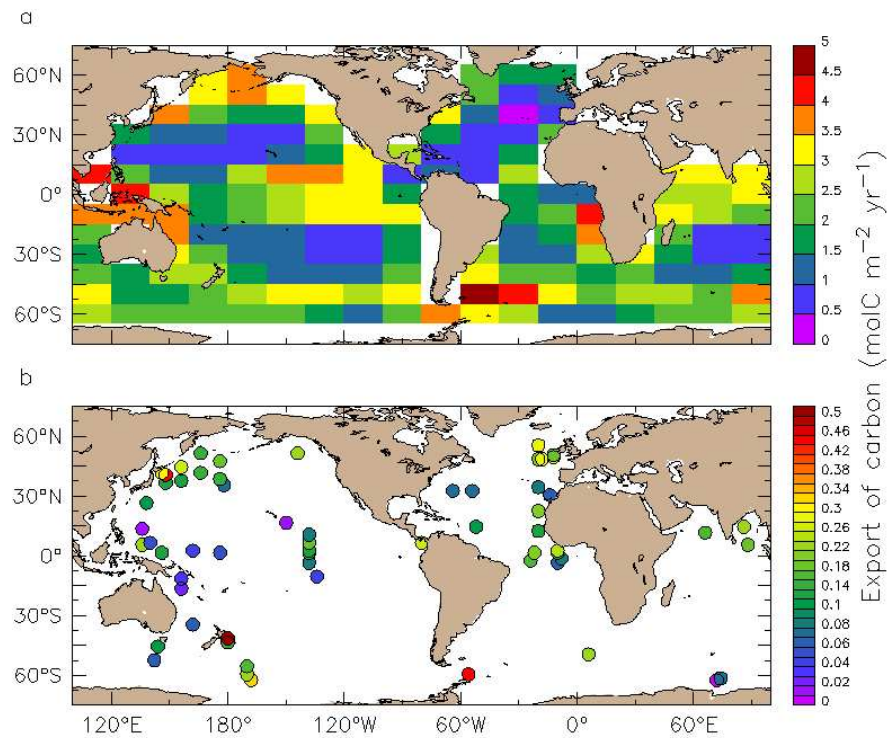 a
60°N
30°N
0°
30°S
60°S
5
4.5
4
3.5
3
2.5
2
1.5
1
0.5
0
b
60°N
30°N
0°
30°S
60°S
120°E 180° 120°W 60°W 0° 60°E
0.5
0.46
0.42
0.38
0.34
0.3
0.26
0.22
0.18
0.14
0.1
0.08
0.06
0.04
0.02
0
Export of carbon (molC m⁻² yr⁻¹)